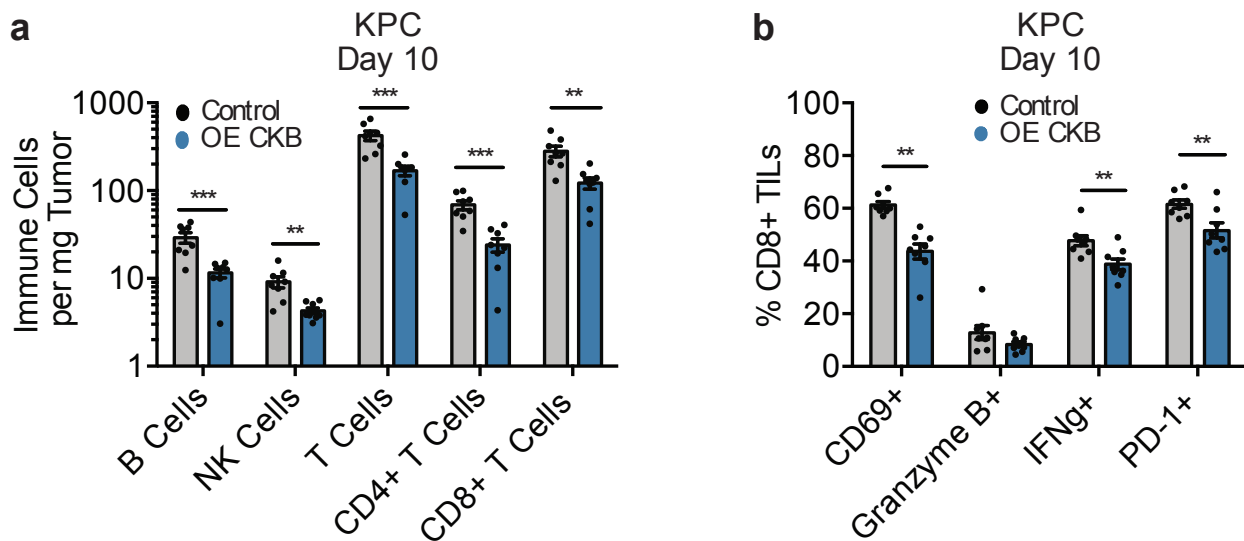 a
KPC
Day 10
Immune Cells
per mg Tumor
1000
100
10
1
Control
OE CKB
***
**
***
***
**
B Cells
NK Cells
T Cells
CD4+ T Cells
CD8+ T Cells
b
KPC
Day 10
% CD8+ TILs
100
80
60
40
20
0
Control
OE CKB
**
**
**
CD69+
Granzyme B+
IFNg+
PD-1+